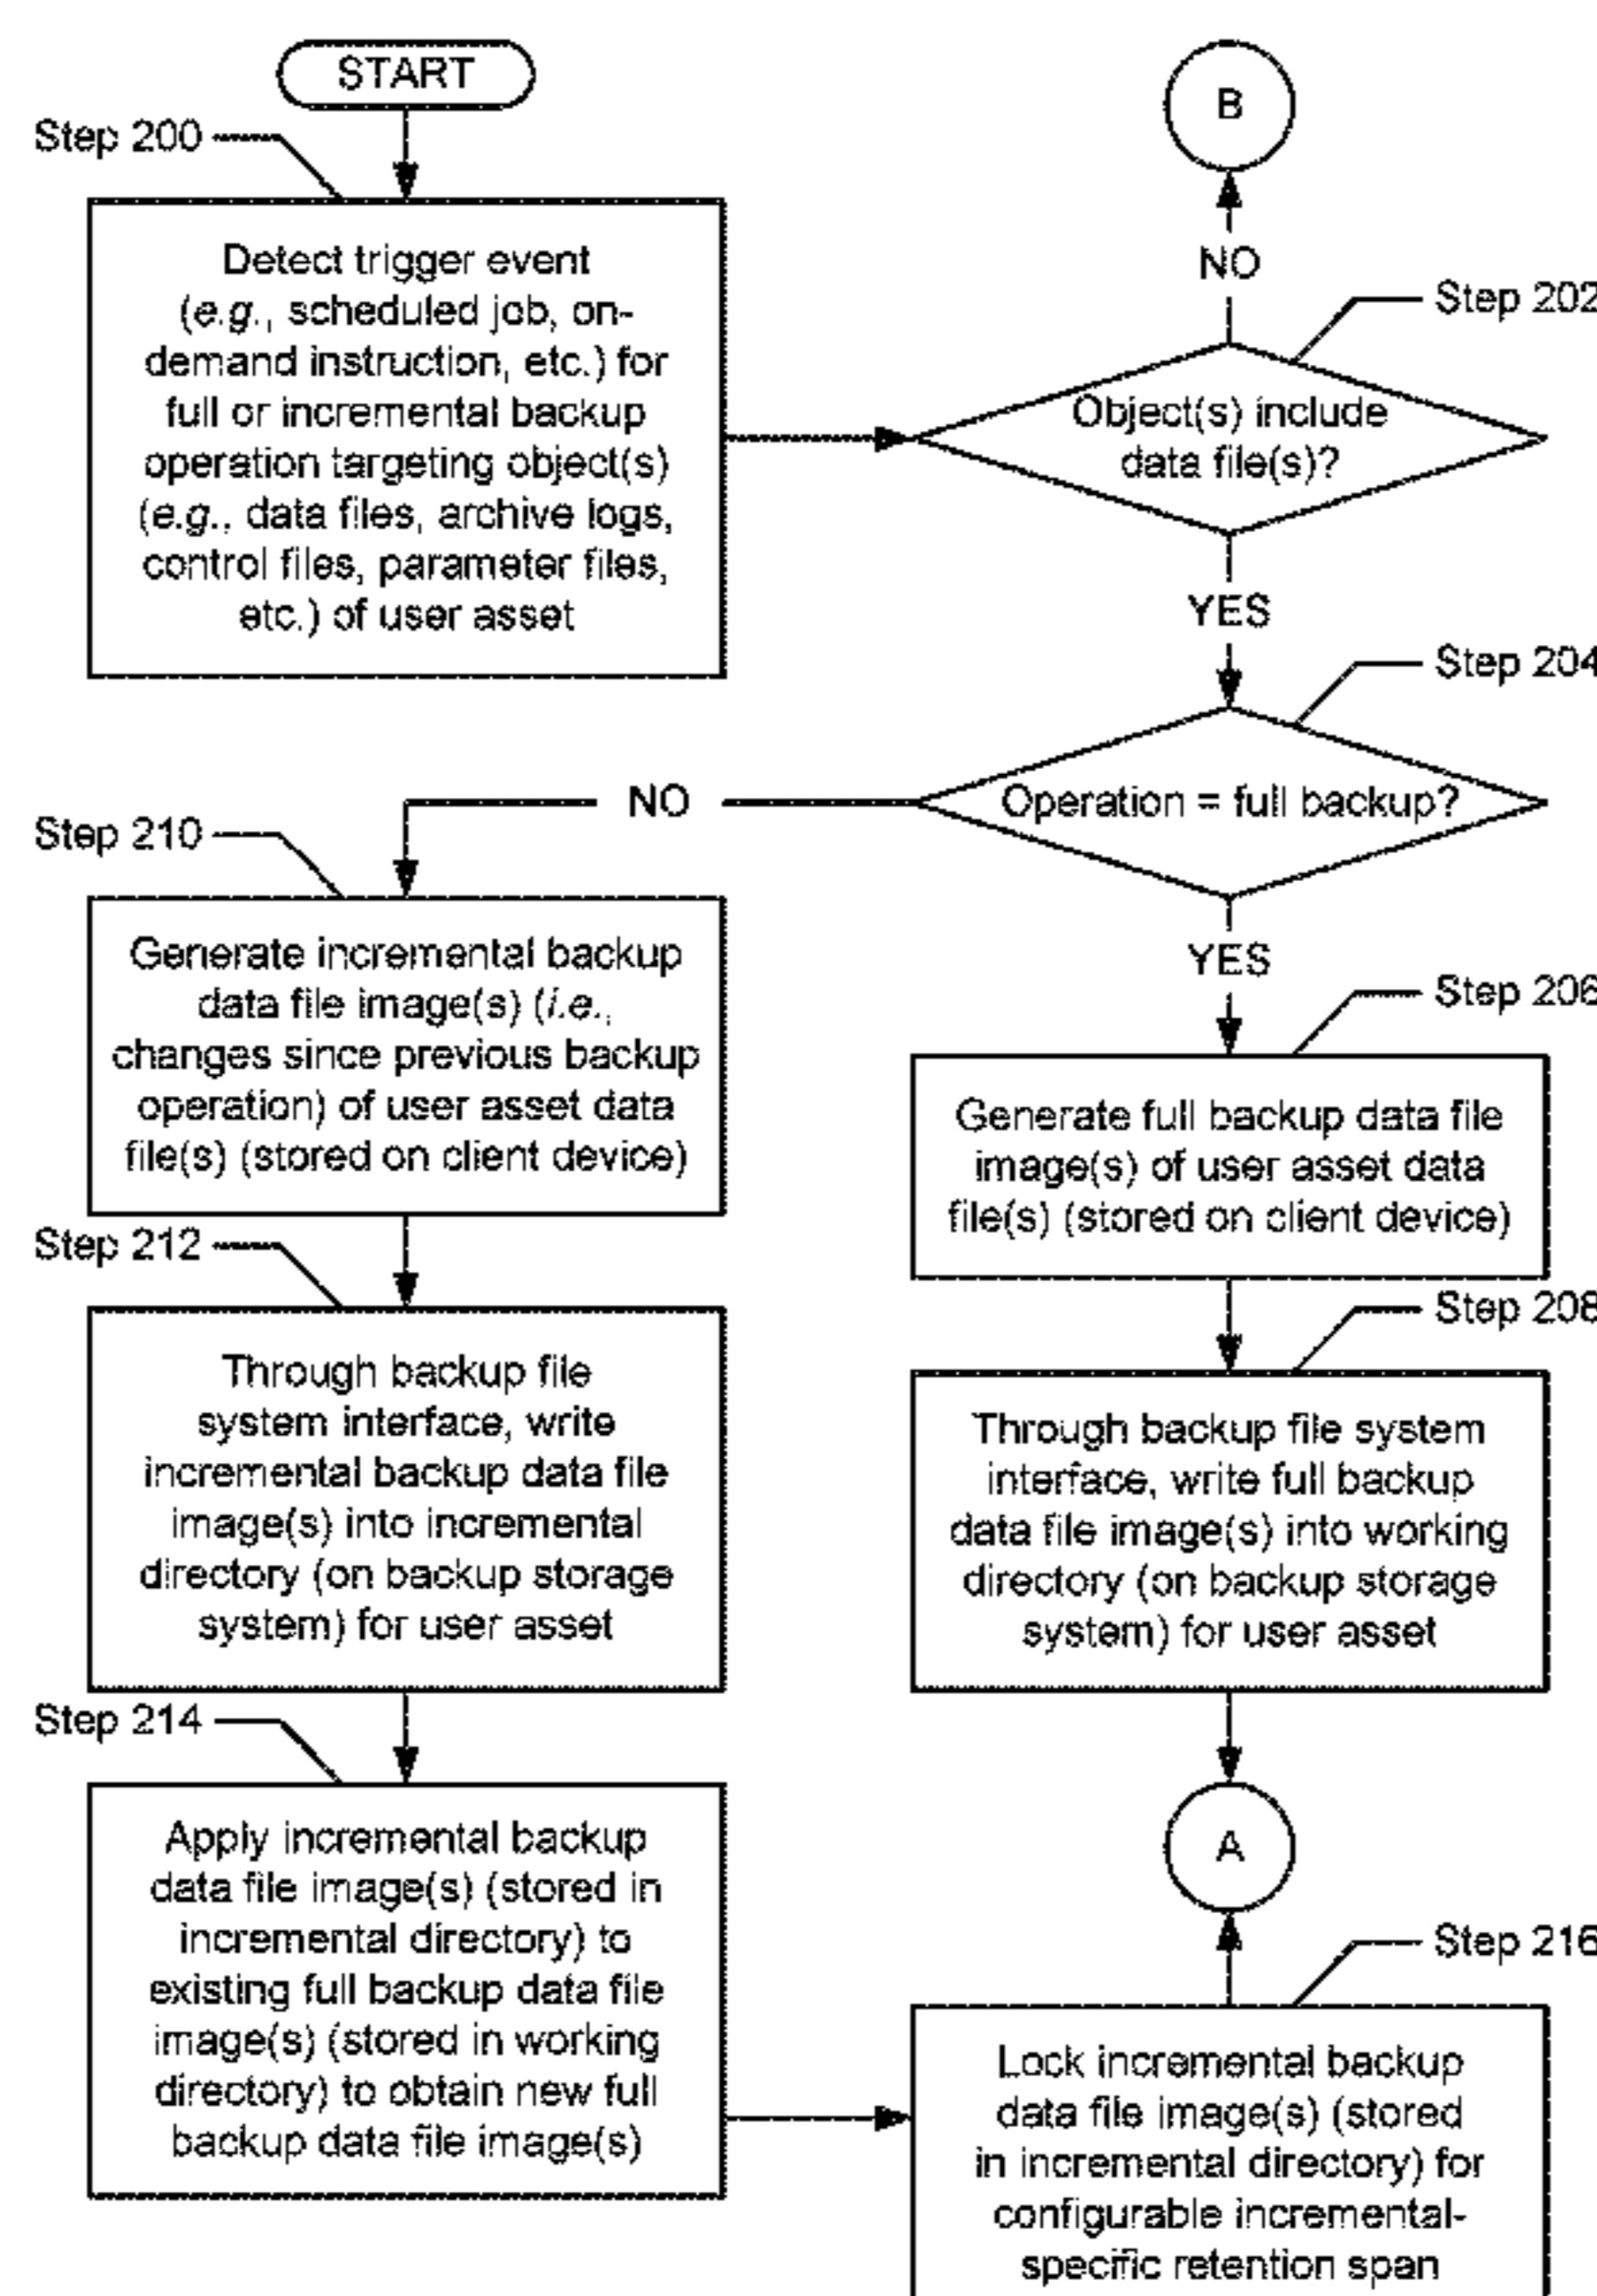 START
Step 200
Detect trigger event
(e.g., scheduled job, on-
demand instruction, etc.) for
full or incremental backup
operation targeting object(s)
(e.g., data files, archive logs,
control files, parameter files,
etc.) of user asset
B
NO
Step 202
Object(s) include
data file(s)?
YES
Step 204
Operation = full backup?
NO
YES
Step 206
Generate full backup data file
image(s) of user asset data
file(s) (stored on client device)
Step 208
Through backup file system
interface, write full backup
data file image(s) into working
directory (on backup storage
system) for user asset
Step 210
Generate incremental backup
data file image(s) (i.e.,
changes since previous backup
operation) of user asset data
file(s) (stored on client device)
Step 212
Through backup file
system interface, write
incremental backup data file
image(s) into incremental
directory (on backup storage
system) for user asset
Step 214
Apply incremental backup
data file image(s) (stored in
incremental directory) to
existing full backup data file
image(s) (stored in working
directory) to obtain new full
backup data file image(s)
A
Step 216
Lock incremental backup
data file image(s) (stored
in incremental directory) for
configurable incremental-
specific retention span